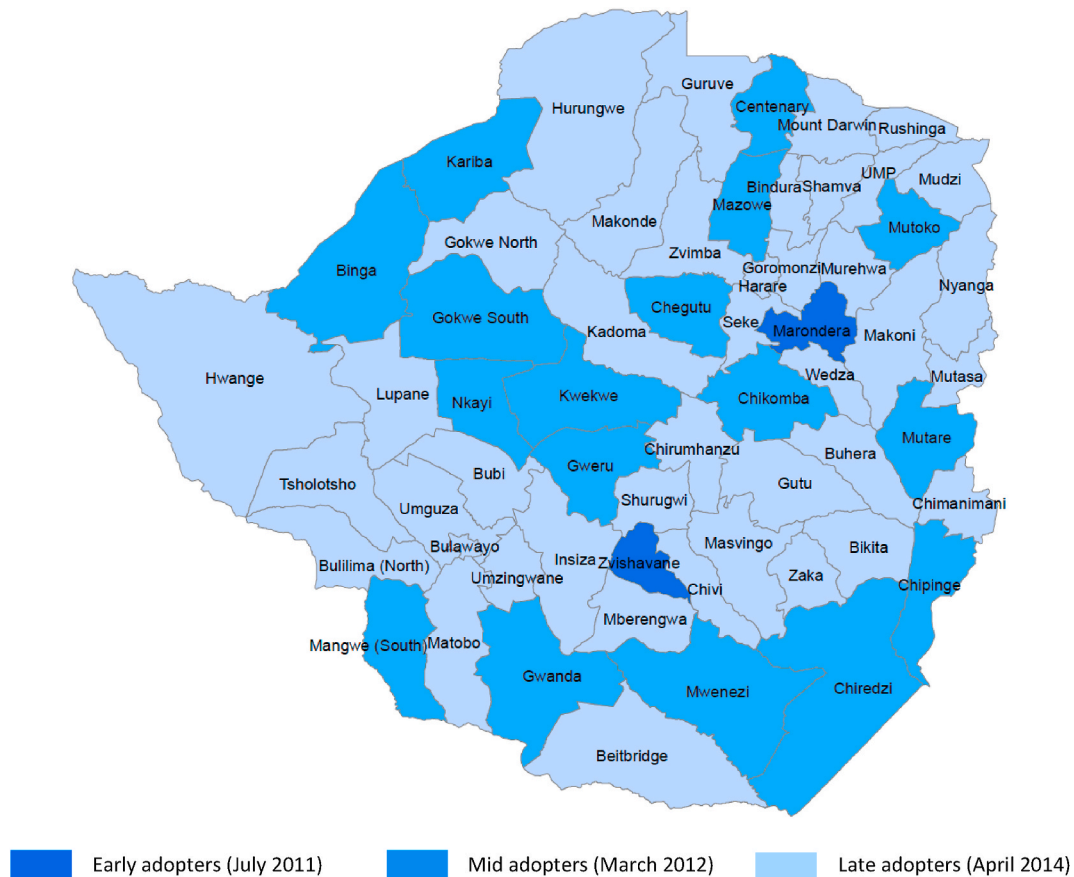 Guruve
Hurungwe
Centenary
Mount Darwin
Rushinga
Kariba
UMP
Mudzi
Bindura
Shamva
Mazowe
Makonde
Mutoko
Gokwe North
Zvimba
Binga
Goromonzi
Murehwa
Harare
Nyanga
Chegutu
Gokwe South
Seke
Marondera
Kadoma
Makoni
Hwange
Wedza
Mutasa
Lupane
Nkayi
Kwekwe
Chikomba
Mutare
Chirumhanzu
Buhera
Gweru
Bubi
Tsholotsho
Gutu
Shurugwi
Chimanimani
Umguza
Masvingo
Bulawayo
Bikita
Insiza
Zvishavane
Bulilima (North)
Umzingwane
Zaka
Chipinge
Chivi
Mberengwa
Mangwe (South)
Matobo
Gwanda
Mwenezi
Chiredzi
Beitbridge
Early adopters (July 2011)
Mid adopters (March 2012)
Late adopters (April 2014)